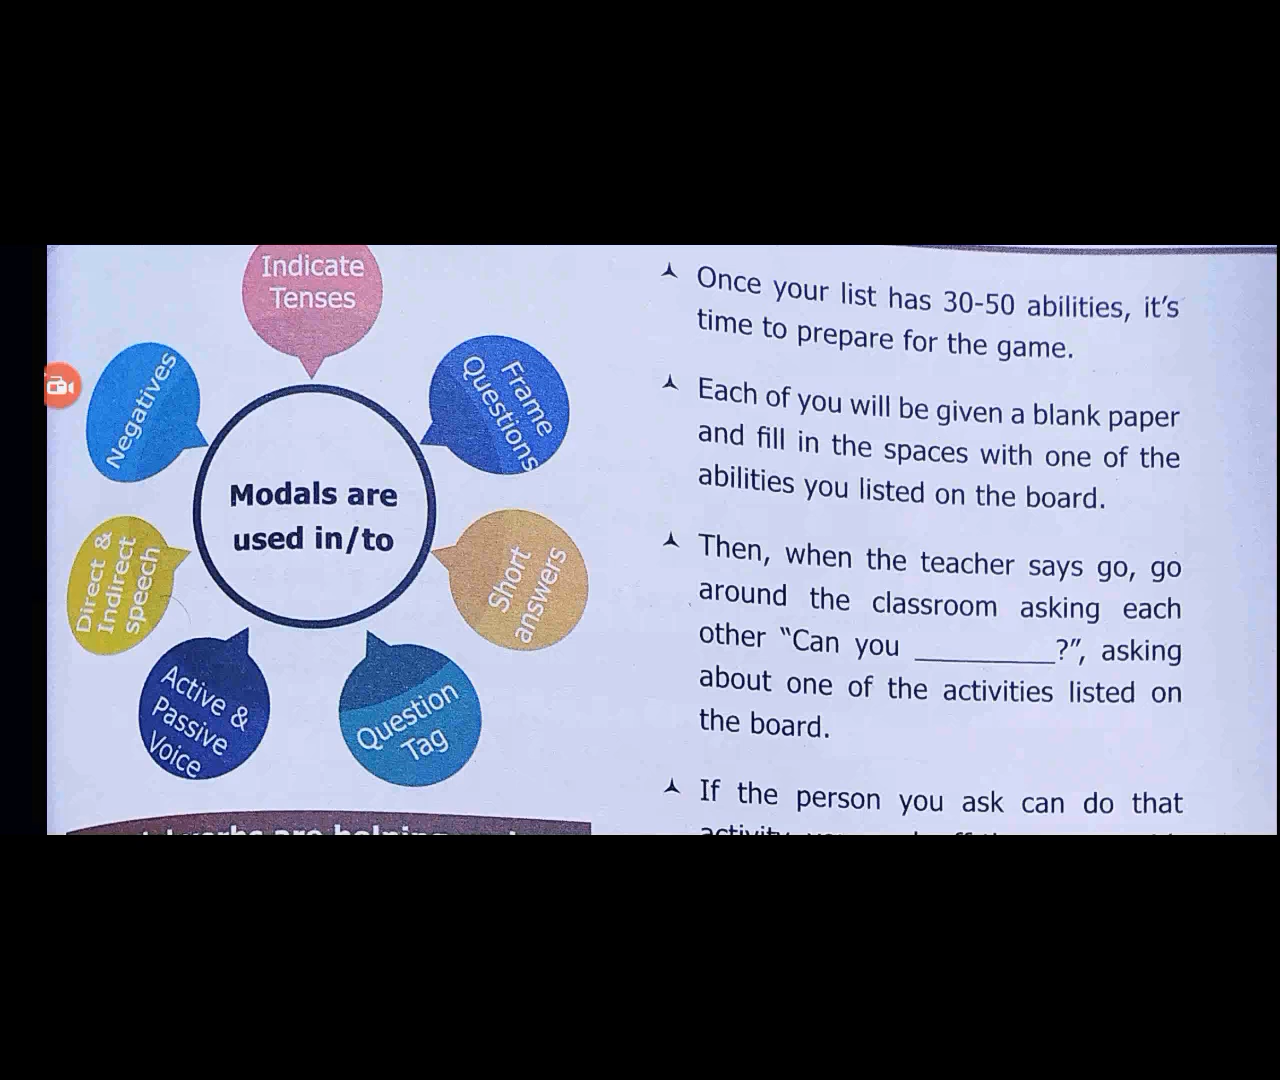 Indicate
Tenses
Frame
Questions
Short
answers
Question
Tag
Active &
Passive
Voice
Direct &
Indirect
speech
Negatives
Modals are
used in/to
Once your list has 30-50 abilities, it's
time to prepare for the game.
Each of you will be given a blank paper
and fill in the spaces with one of the
abilities you listed on the board.
Then, when the teacher says go, go
around the classroom asking each
other "Can you __________?", asking
about one of the activities listed on
the board.
If the person you ask can do that